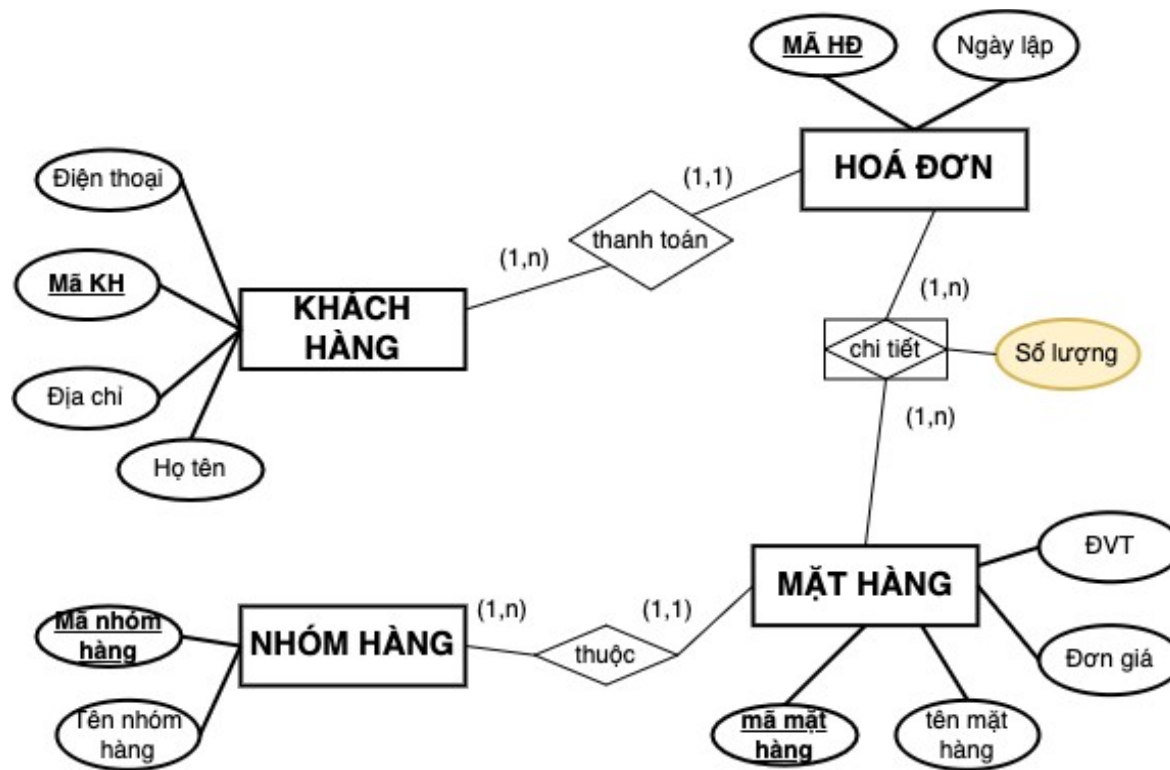 MÃ HĐ
Ngày lập
HOÁ ĐƠN
Điện thoại
(1,1)
thanh toán
(1,n)
Mã KH
KHÁCH
HÀNG
(1,n)
chi tiết
Số lượng
Địa chỉ
(1,n)
Họ tên
ĐVT
MẶT HÀNG
(1,n)
(1,1)
Mã nhóm
hàng
NHÓM HÀNG
thuộc
Đơn giá
Tên nhóm
hàng
mã mặt
hàng
tên mặt
hàng